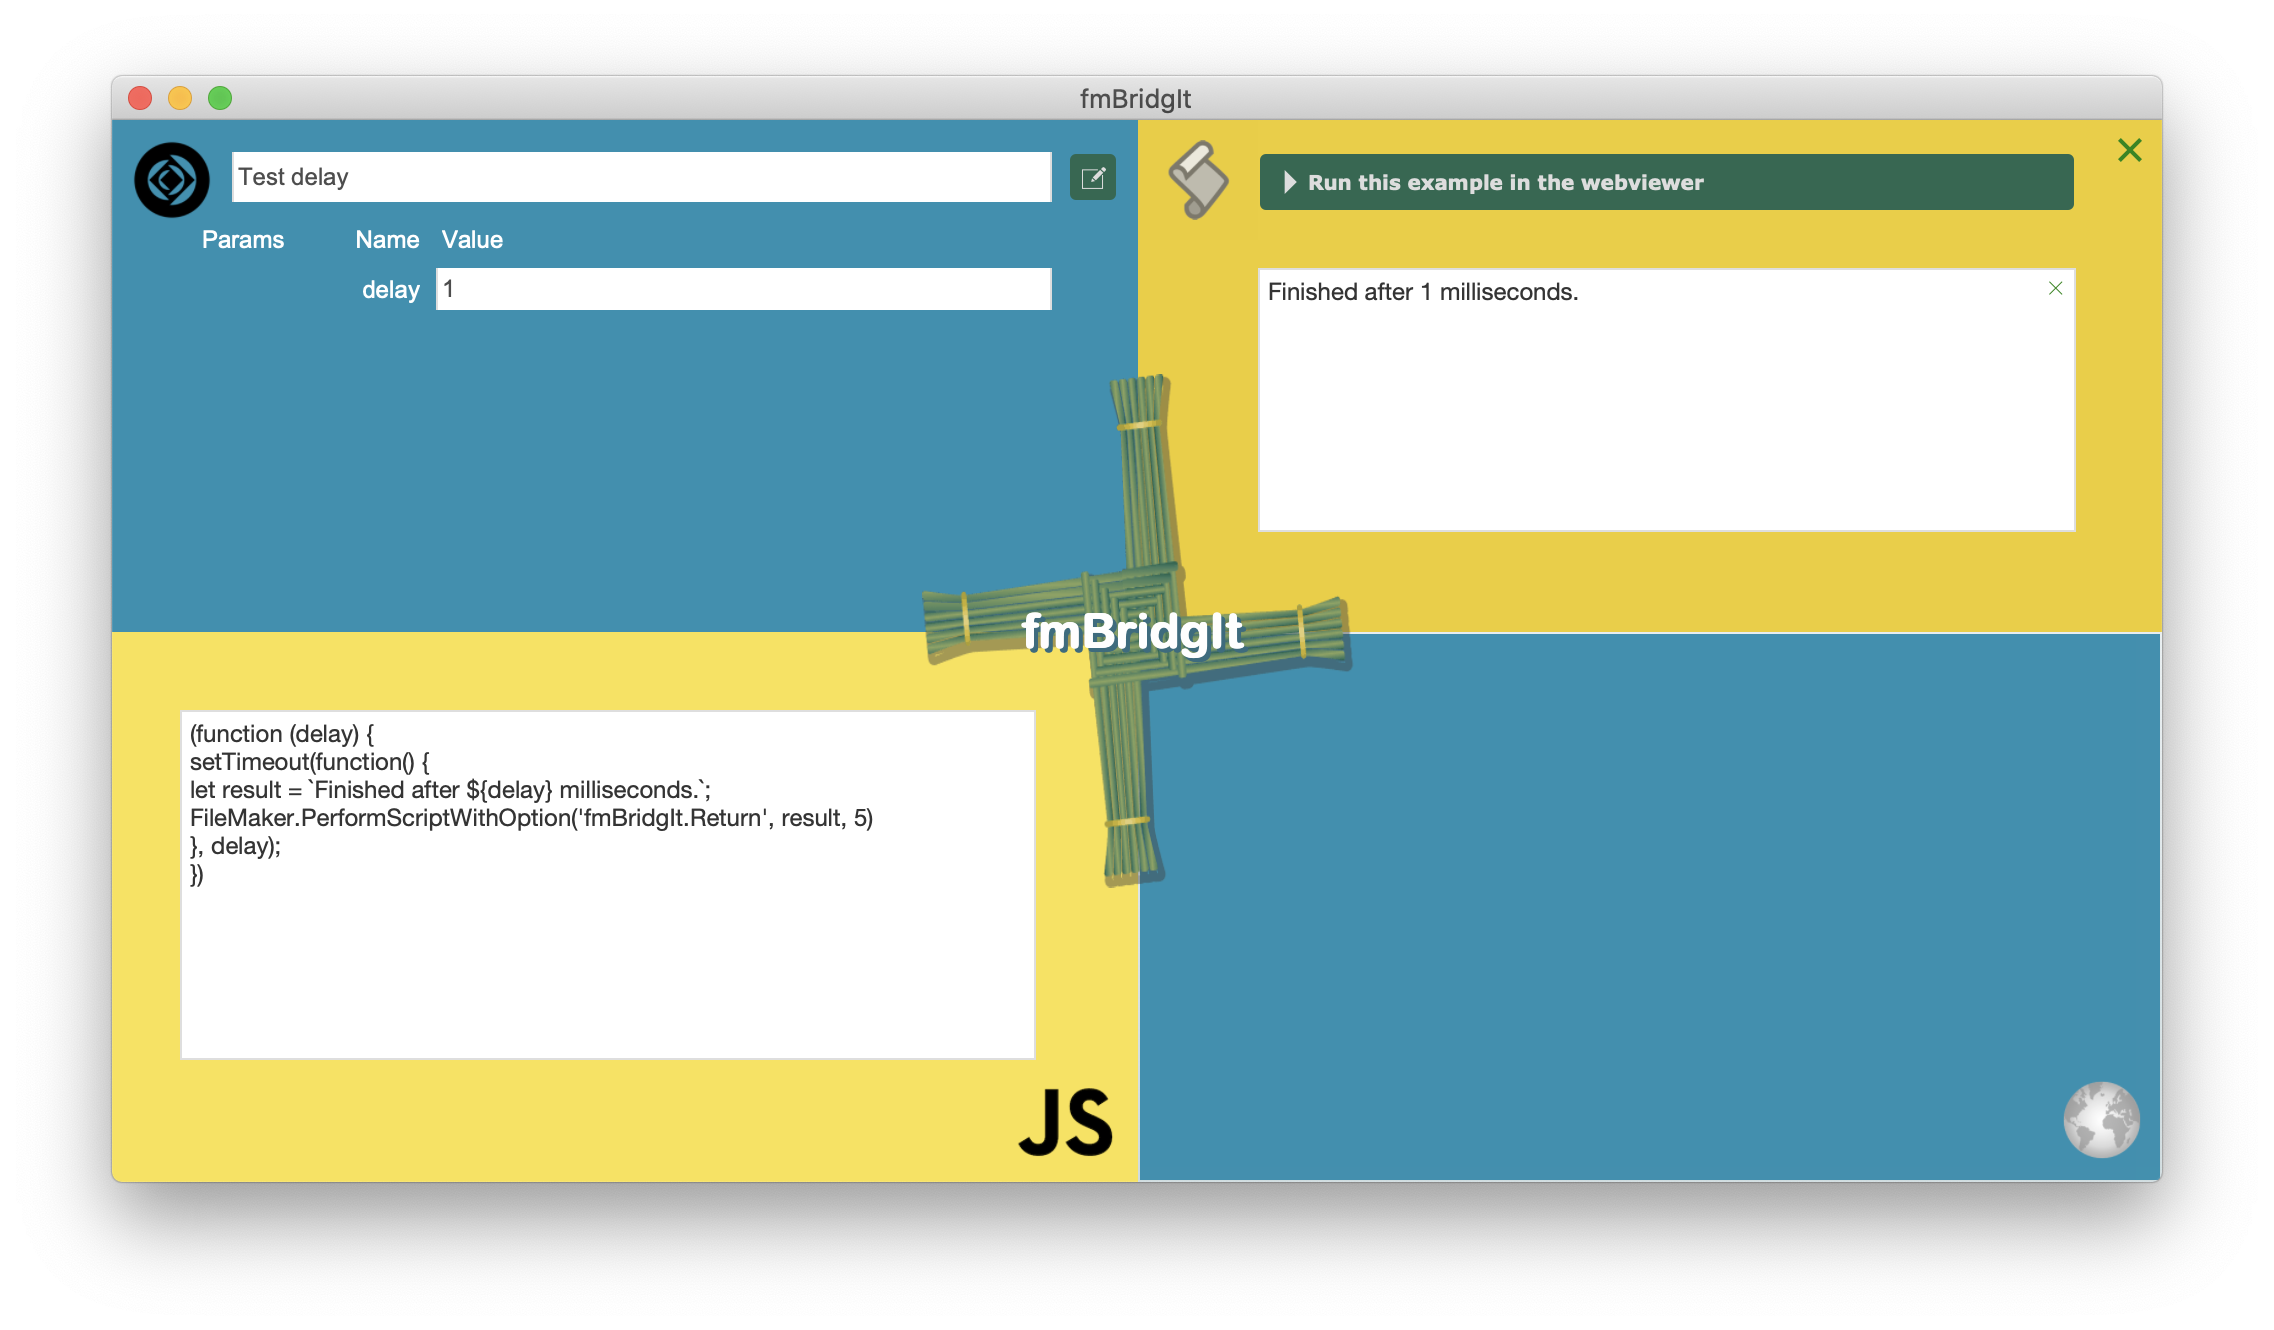 fmBridgIt
Test delay
Params Name Value
delay 1
Run this example in the webviewer
Finished after 1 milliseconds.
fmBridgIt
(function (delay) {
setTimeout(function() {
let result = `Finished after ${delay} milliseconds.`;
FileMaker.PerformScriptWithOption('fmBridgIt.Return', result, 5)
}, delay);
})
JS